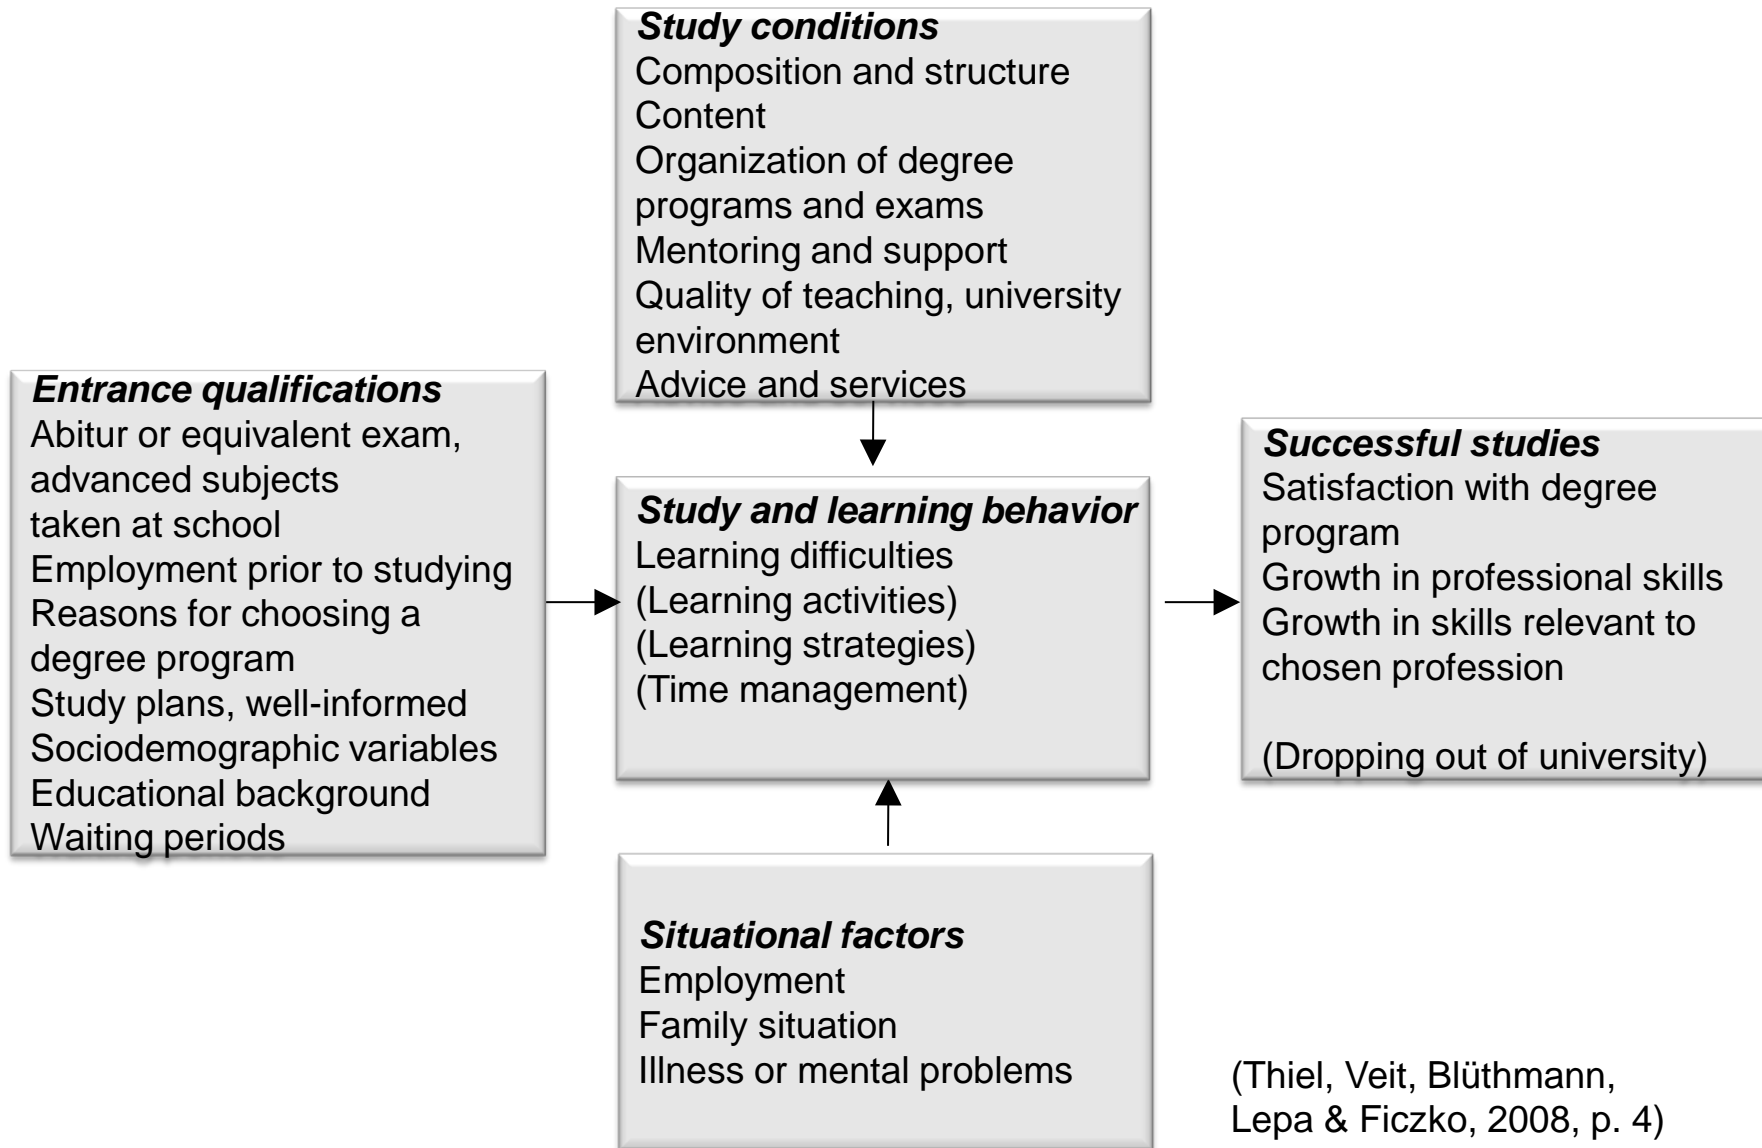 Study conditions
Composition and structure
Content
Organization of degree
programs and exams
Mentoring and support
Quality of teaching, university
environment
Advice and services
Entrance qualifications
Abitur or equivalent exam,
advanced subjects
taken at school
Employment prior to studying
Reasons for choosing a
degree program
Study plans, well-informed
Sociodemographic variables
Educational background
Waiting periods
Study and learning behavior
Learning difficulties
(Learning activities)
(Learning strategies)
(Time management)
Successful studies
Satisfaction with degree
program
Growth in professional skills
Growth in skills relevant to
chosen profession
(Dropping out of university)
Situational factors
Employment
Family situation
Illness or mental problems
(Thiel, Veit, Blüthmann,
Lepa & Ficzko, 2008, p. 4)